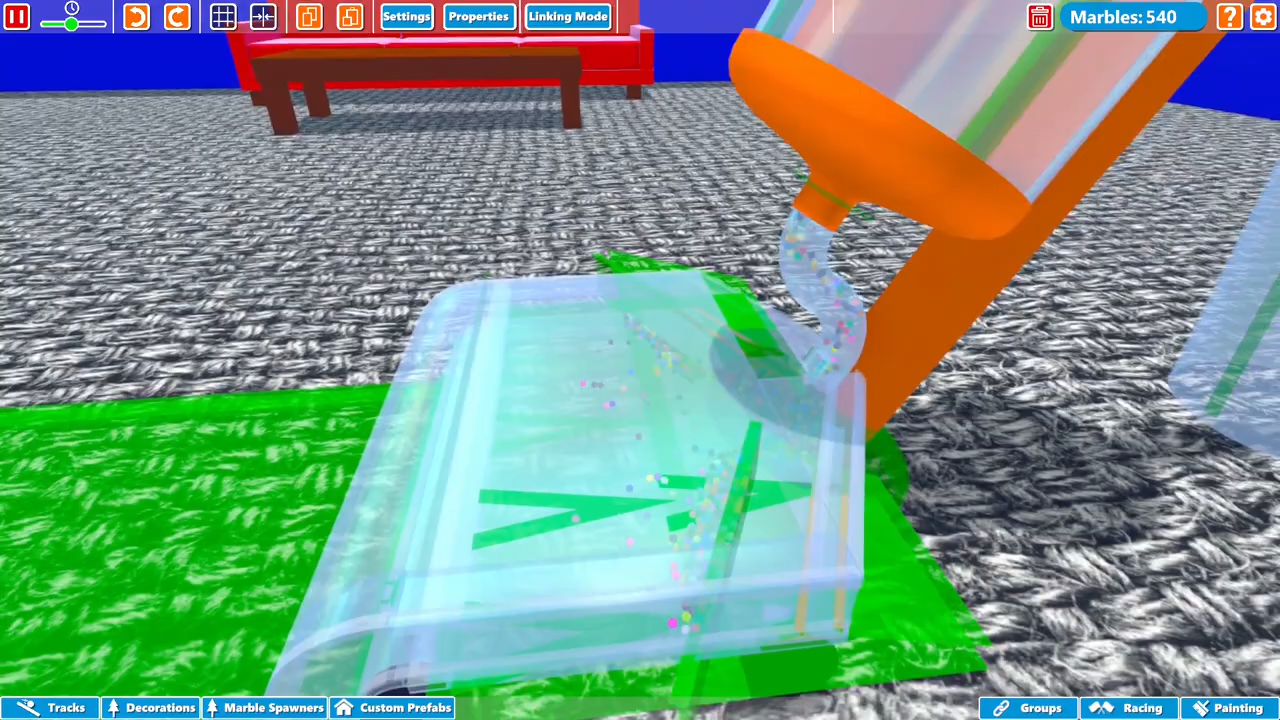 Settings
Properties
Linking Mode
Marbles: 540
?
Tracks
Decorations
Marble Spawners
Custom Prefabs
Groups
Racing
Painting